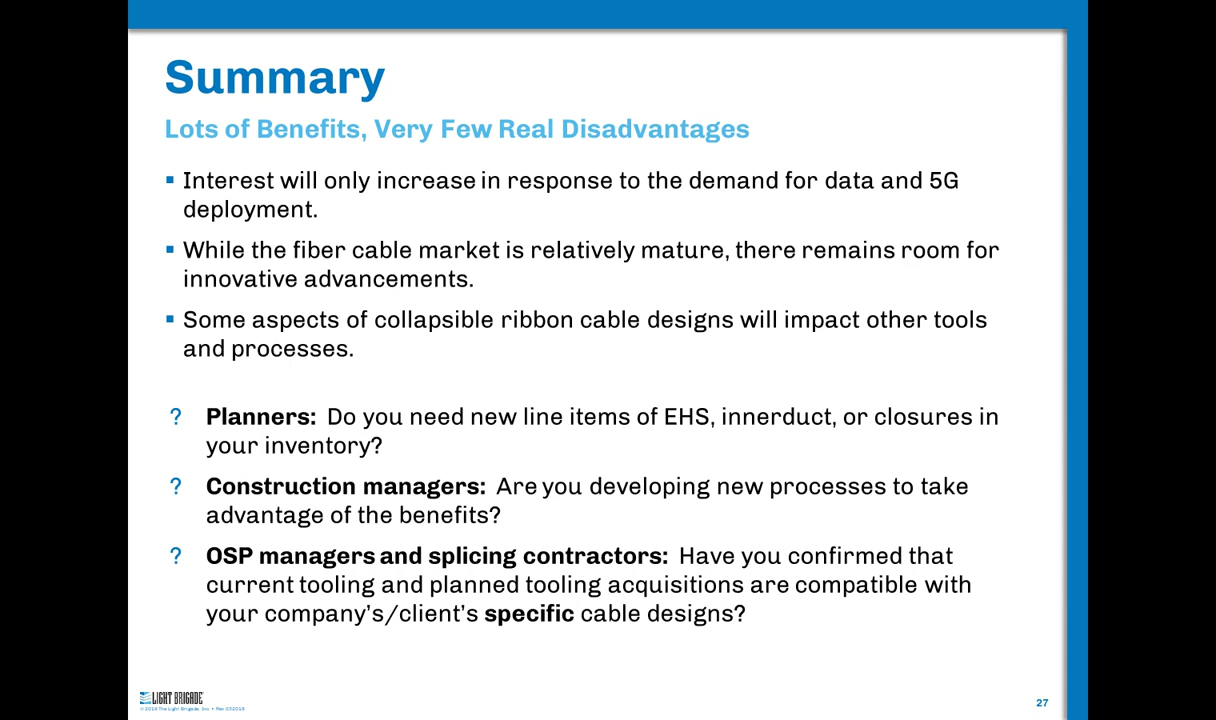 Summary
Lots of Benefits, Very Few Real Disadvantages
▪ Interest will only increase in response to the demand for data and 5G
deployment.
▪ While the fiber cable market is relatively mature, there remains room for
innovative advancements.
▪ Some aspects of collapsible ribbon cable designs will impact other tools
and processes.
? Planners: Do you need new line items of EHS, innerduct, or closures in
your inventory?
? Construction managers: Are you developing new processes to take
advantage of the benefits?
? OSP managers and splicing contractors: Have you confirmed that
current tooling and planned tooling acquisitions are compatible with
your company's/client's specific cable designs?
LIGHT BRIGADE
The Light Brigade, Inc.
27